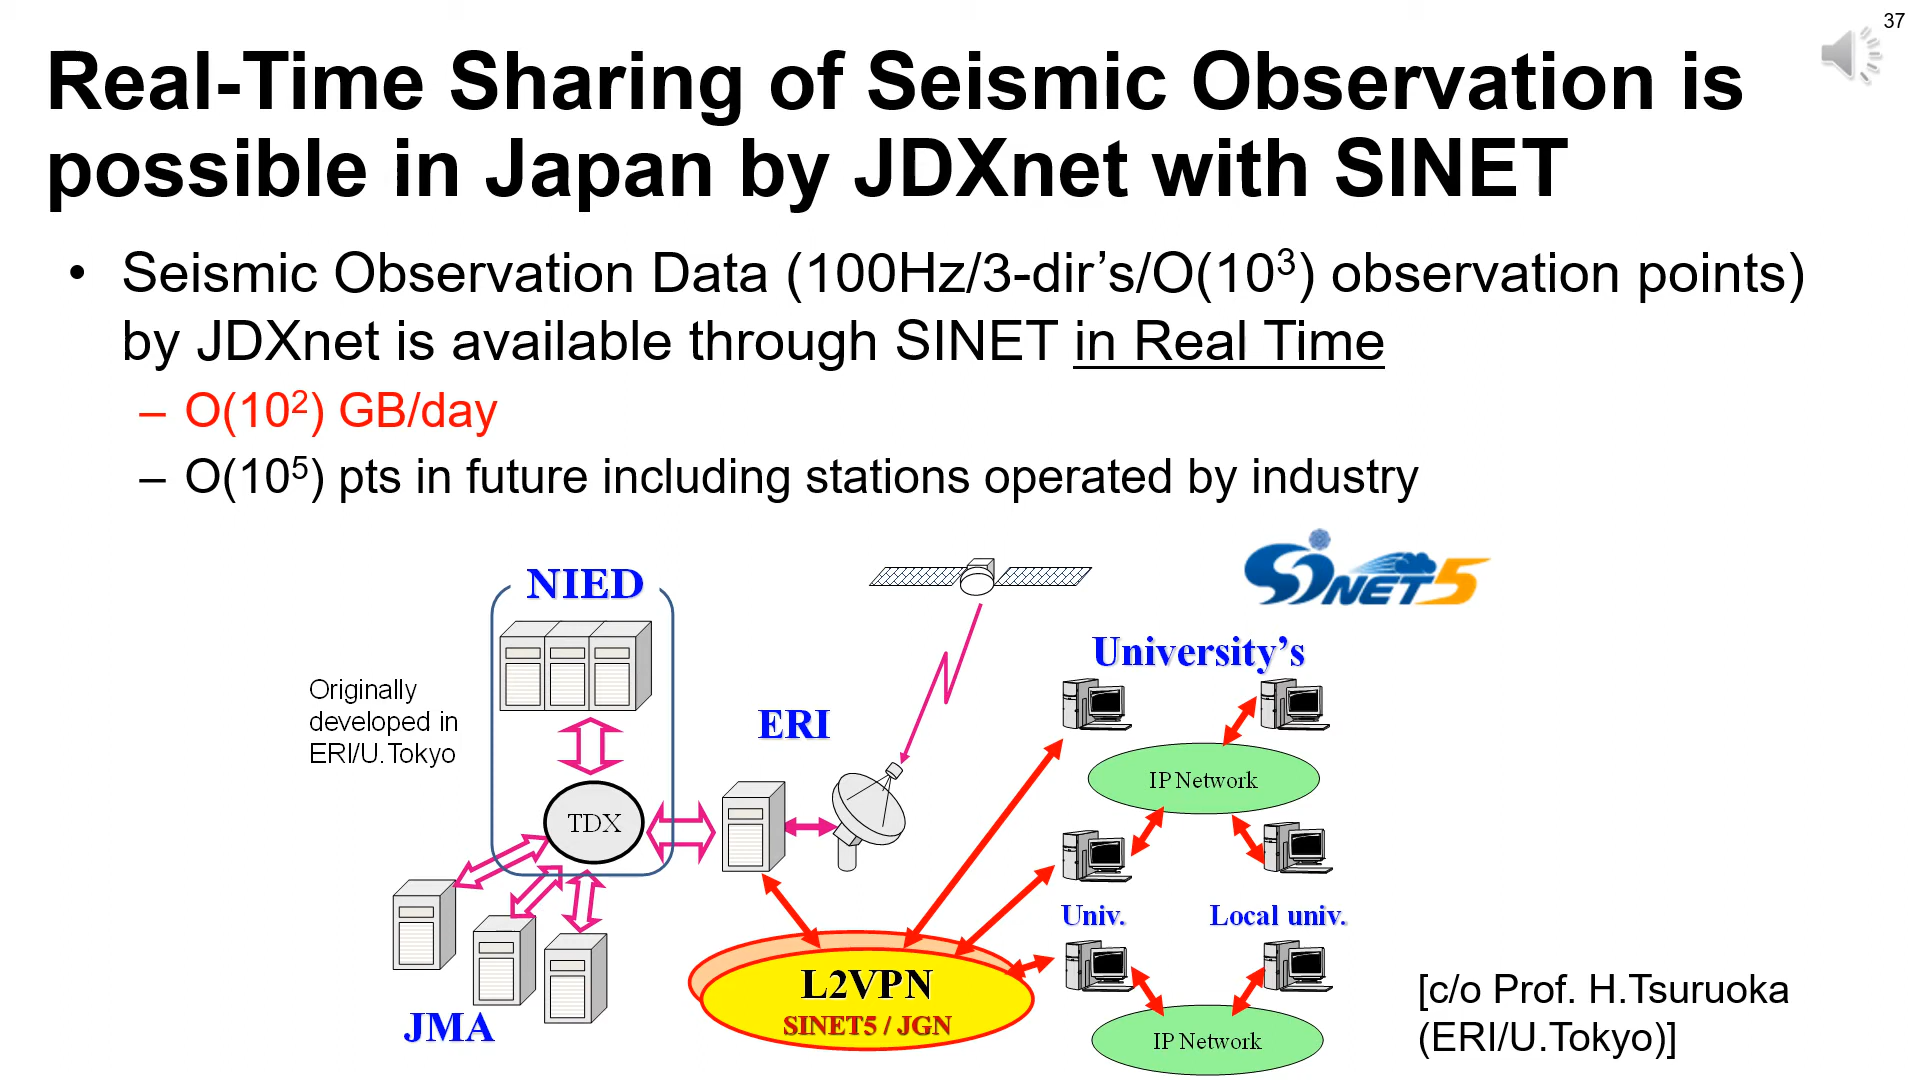 37
Real-Time Sharing of Seismic Observation is
possible in Japan by JDXnet with SINET
• Seismic Observation Data (100Hz/3-dir’s/O(10³) observation points)
by JDXnet is available through SINET in Real Time
– O(10²) GB/day
– O(10⁵) pts in future including stations operated by industry
NIED
SINET5
University’s
Originally
developed in
ERI/U.Tokyo
ERI
IP Network
TDX
Univ.
Local univ.
L2VPN
SINET5 / JGN
JMA
IP Network
[c/o Prof. H.Tsuruoka
(ERI/U.Tokyo)]